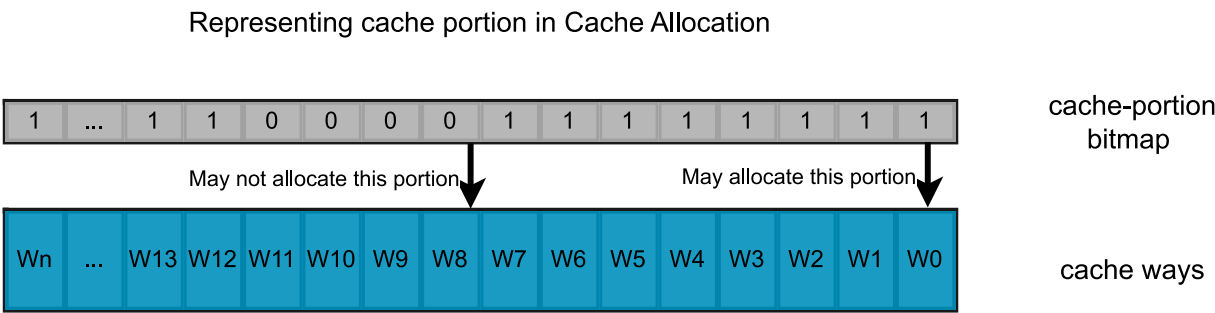 Representing cache portion in Cache Allocation
1 ... 1 1 0 0 0 0 1 1 1 1 1 1 1 1
cache-portion
bitmap
May not allocate this portion
May allocate this portion
Wn ... W13 W12 W11 W10 W9 W8 W7 W6 W5 W4 W3 W2 W1 W0
cache ways